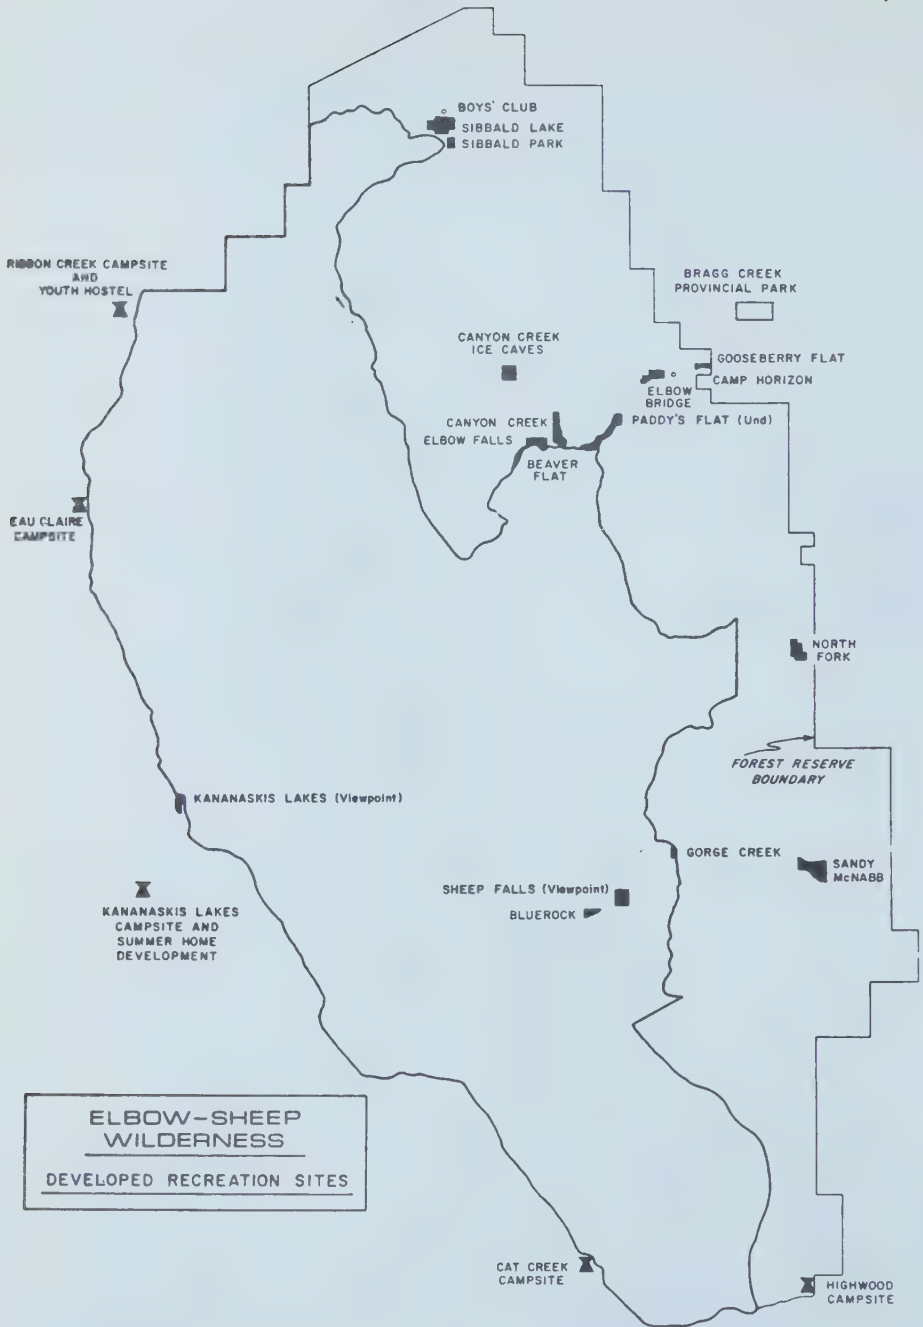 BOYS' CLUB
SIBBALD LAKE
SIBBALD PARK
RIBBON CREEK CAMPSITE
AND
YOUTH HOSTEL
BRAGG CREEK
PROVINCIAL PARK
CANYON CREEK
ICE CAVES
GOOSEBERRY FLAT
CAMP HORIZON
ELBOW
BRIDGE
CANYON CREEK
PADDY'S FLAT (Und)
ELBOW FALLS
BEAVER
FLAT
EAU CLAIRE
CAMPSITE
NORTH
FORK
FOREST RESERVE
BOUNDARY
KANANASKIS LAKES (Viewpoint)
GORGE CREEK
SANDY
McNABB
SHEEP FALLS (Viewpoint)
BLUEROCK
KANANASKIS LAKES
CAMPSITE AND
SUMMER HOME
DEVELOPMENT
ELBOW-SHEEP
WILDERNESS
DEVELOPED RECREATION SITES
CAT CREEK
CAMPSITE
HIGHWOOD
CAMPSITE